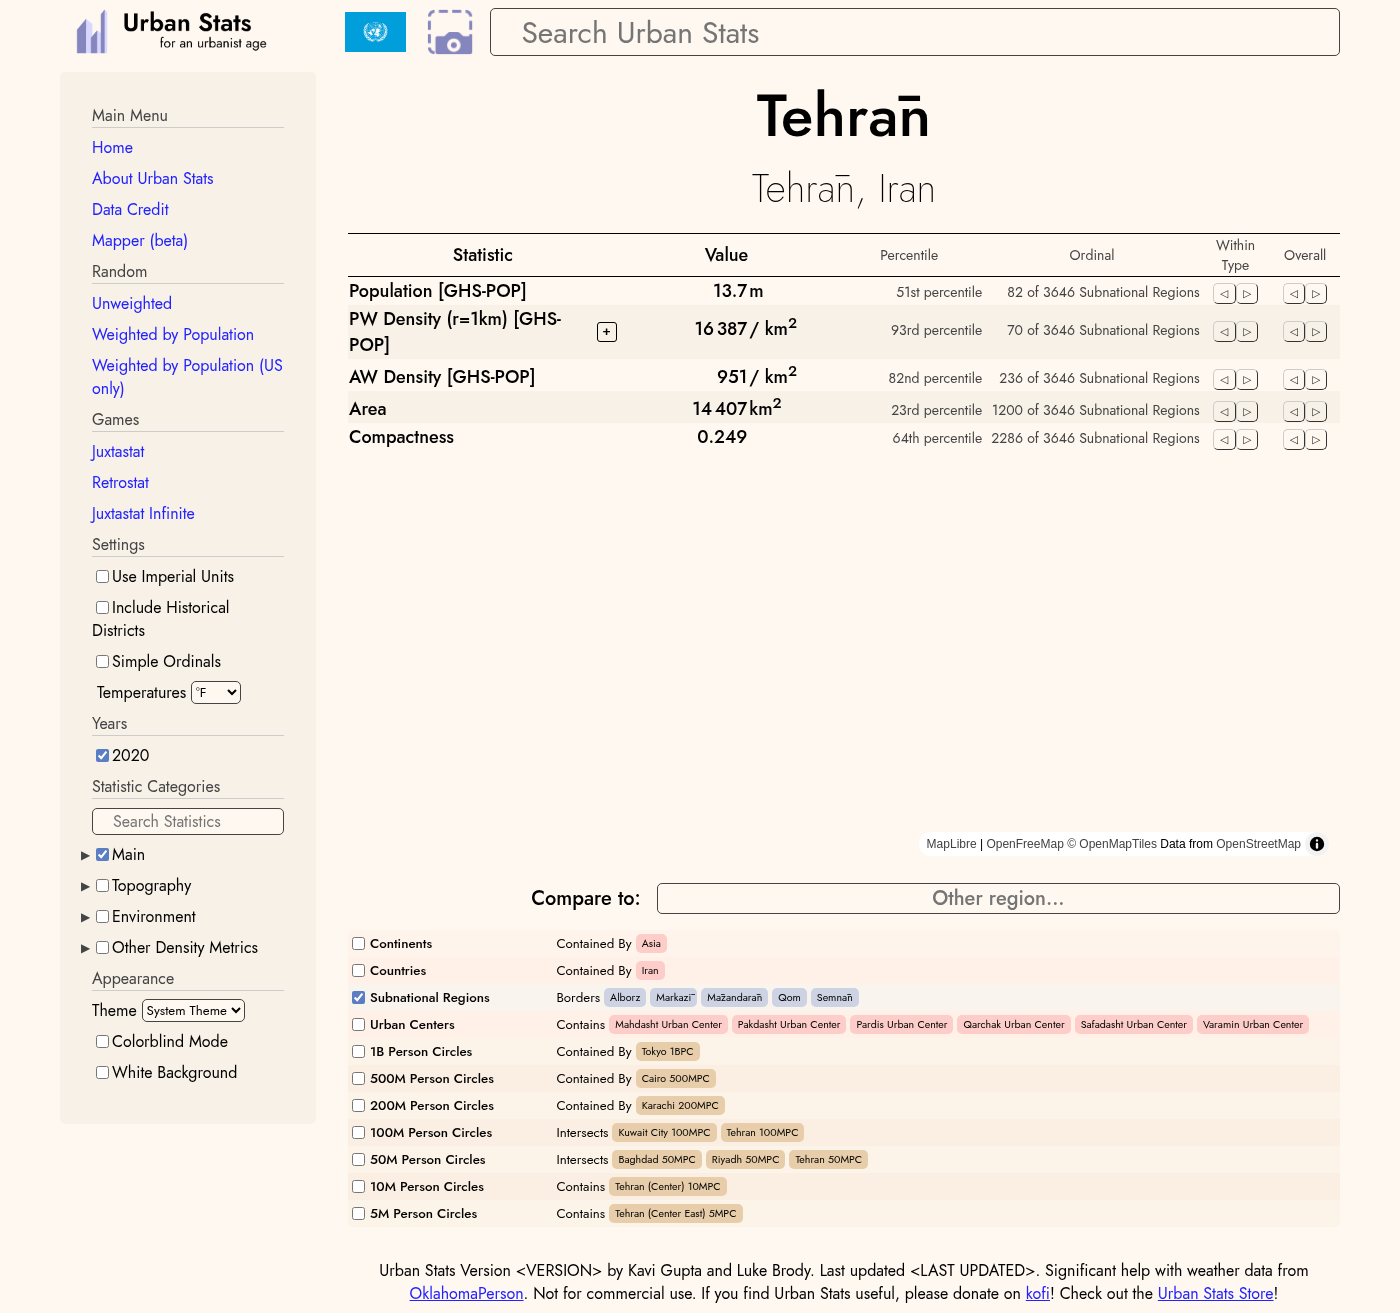 Urban Stats
for an urbanist age
Search Urban Stats
Main Menu
Home
About Urban Stats
Data Credit
Mapper (beta)
Random
Unweighted
Weighted by Population
Weighted by Population (US
only)
Games
Juxtastat
Retrostat
Juxtastat Infinite
Settings
Use Imperial Units
Include Historical
Districts
Simple Ordinals
Temperatures °F
Years
2020
Statistic Categories
Search Statistics
Main
Topography
Environment
Other Density Metrics
Appearance
Theme System Theme
Colorblind Mode
White Background
Tehrān
Tehrān, Iran
Statistic Value Percentile Ordinal Within Type Overall
Population [GHS-POP] 13.7 m 51st percentile 82 of 3646 Subnational Regions
PW Density (r=1km) [GHS-
POP] + 16 387 / km² 93rd percentile 70 of 3646 Subnational Regions
AW Density [GHS-POP] 951 / km² 82nd percentile 236 of 3646 Subnational Regions
Area 14 407 km² 23rd percentile 1200 of 3646 Subnational Regions
Compactness 0.249 64th percentile 2286 of 3646 Subnational Regions
MapLibre | OpenFreeMap © OpenMapTiles Data from OpenStreetMap
Compare to: Other region...
Continents Contained By Asia
Countries Contained By Iran
Subnational Regions Borders Alborz Markazī Māzandarān Qom Semnān
Urban Centers Contains Mahdasht Urban Center Pakdasht Urban Center Pardis Urban Center Qarchak Urban Center Safadasht Urban Center Varamin Urban Center
1B Person Circles Contained By Tokyo 1BPC
500M Person Circles Contained By Cairo 500MPC
200M Person Circles Contained By Karachi 200MPC
100M Person Circles Intersects Kuwait City 100MPC Tehran 100MPC
50M Person Circles Intersects Baghdad 50MPC Riyadh 50MPC Tehran 50MPC
10M Person Circles Contains Tehran (Center) 10MPC
5M Person Circles Contains Tehran (Center East) 5MPC
Urban Stats Version <VERSION> by Kavi Gupta and Luke Brody. Last updated <LAST UPDATED>. Significant help with weather data from
OklahomaPerson. Not for commercial use. If you find Urban Stats useful, please donate on kofi! Check out the Urban Stats Store!